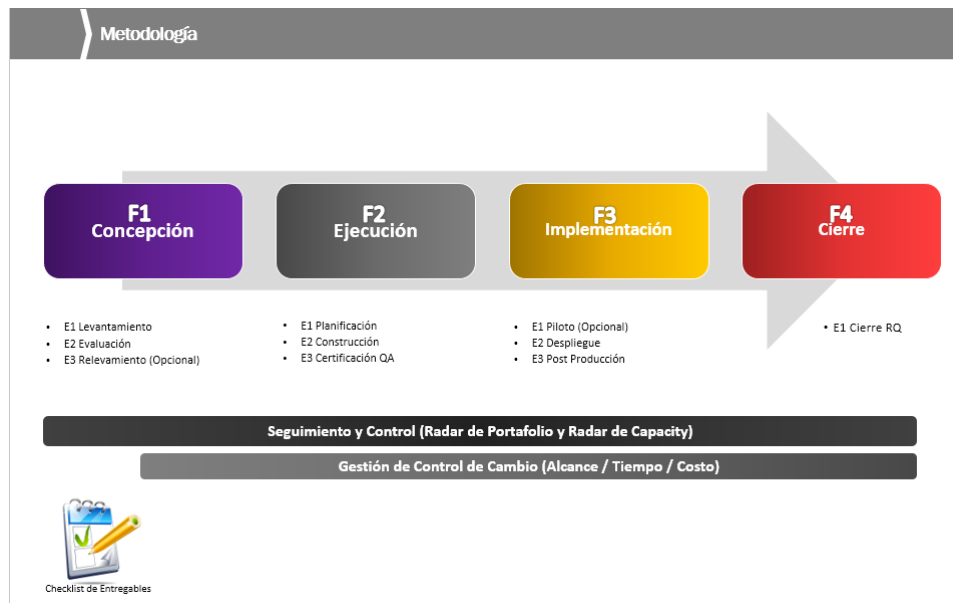 Metodología
F1
Concepción
F2
Ejecución
F3
Implementación
F4
Cierre
• E1 Levantamiento
• E2 Evaluación
• E3 Relevamiento (Opcional)
• E1 Planificación
• E2 Construcción
• E3 Certificación QA
• E1 Piloto (Opcional)
• E2 Despliegue
• E3 Post Producción
• E1 Cierre RQ
Seguimiento y Control (Radar de Portafolio y Radar de Capacity)
Gestión de Control de Cambio (Alcance / Tiempo / Costo)
Checklist de Entregables